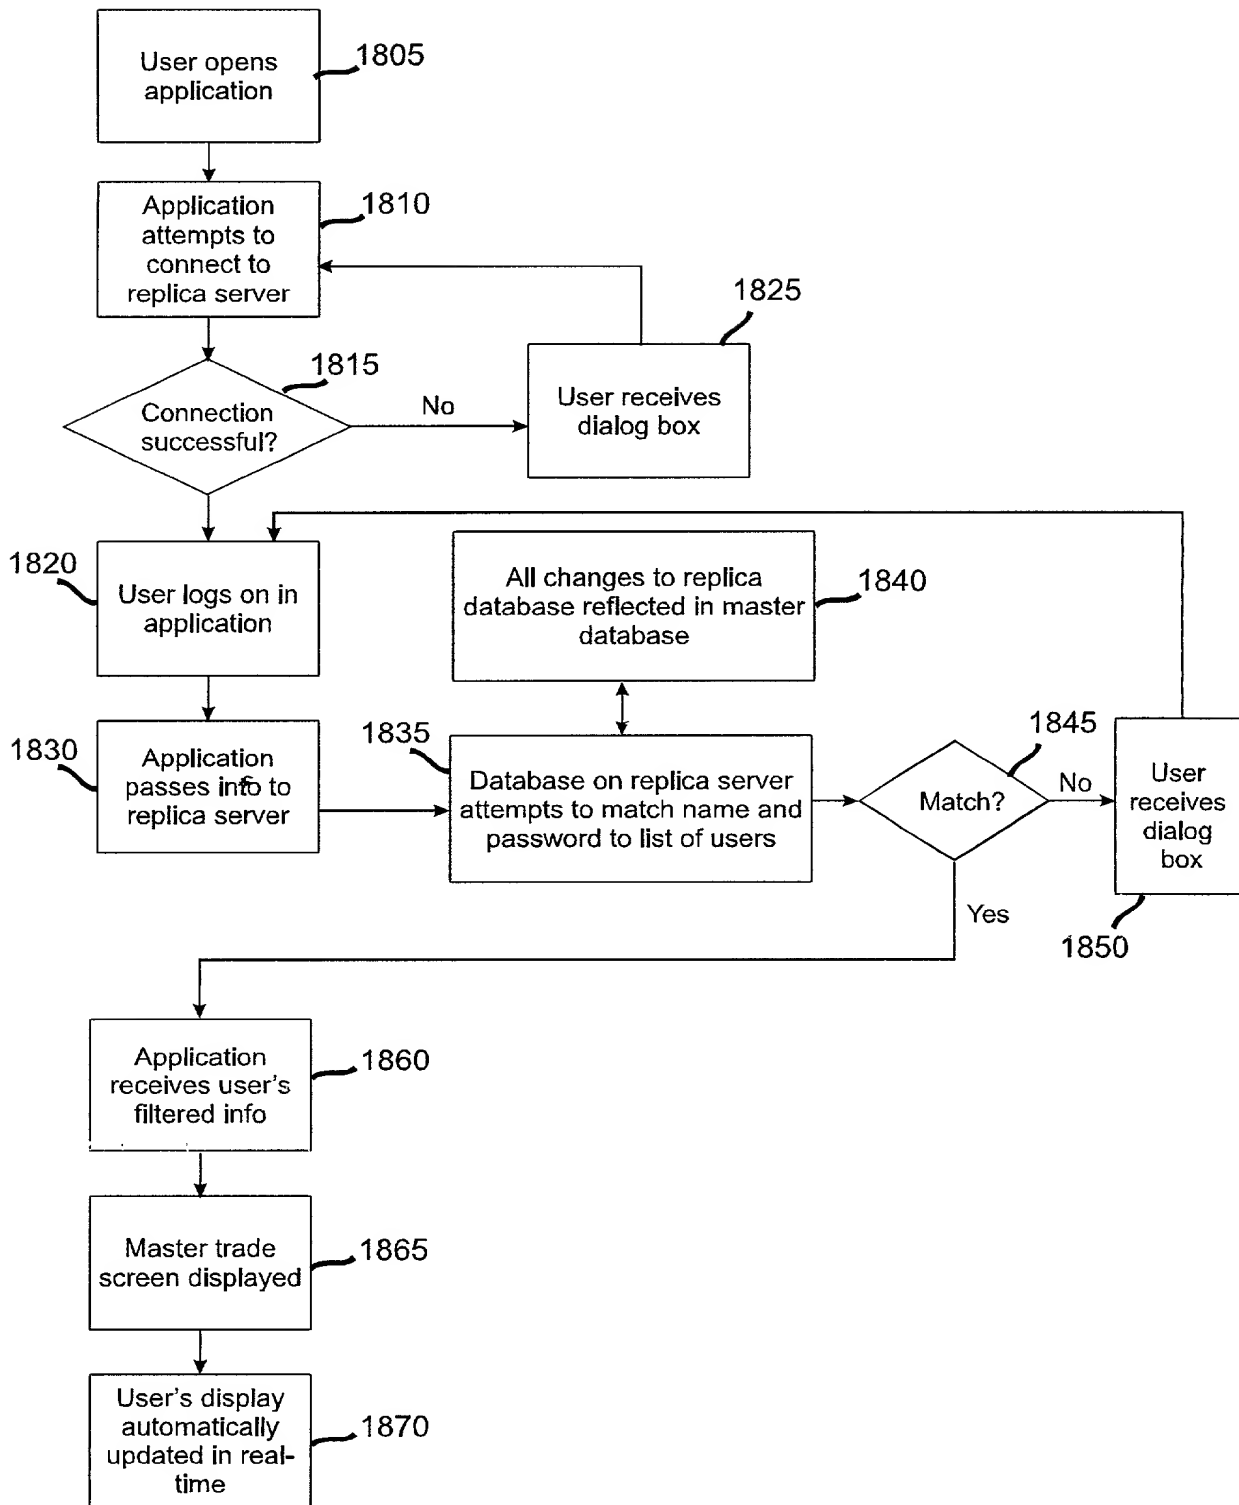 User opens
application
1805
Application
attempts to
connect to
replica server
1810
1825
1815
Connection
successful?
No
User receives
dialog box
1820
User logs on in
application
All changes to replica
database reflected in master
database
1840
1830
Application
passes info to
replica server
1835
Database on replica server
attempts to match name and
password to list of users
1845
Match?
No
User
receives
dialog
box
1850
Yes
Application
receives user's
filtered info
1860
Master trade
screen displayed
1865
User's display
automatically
updated in real-
time
1870